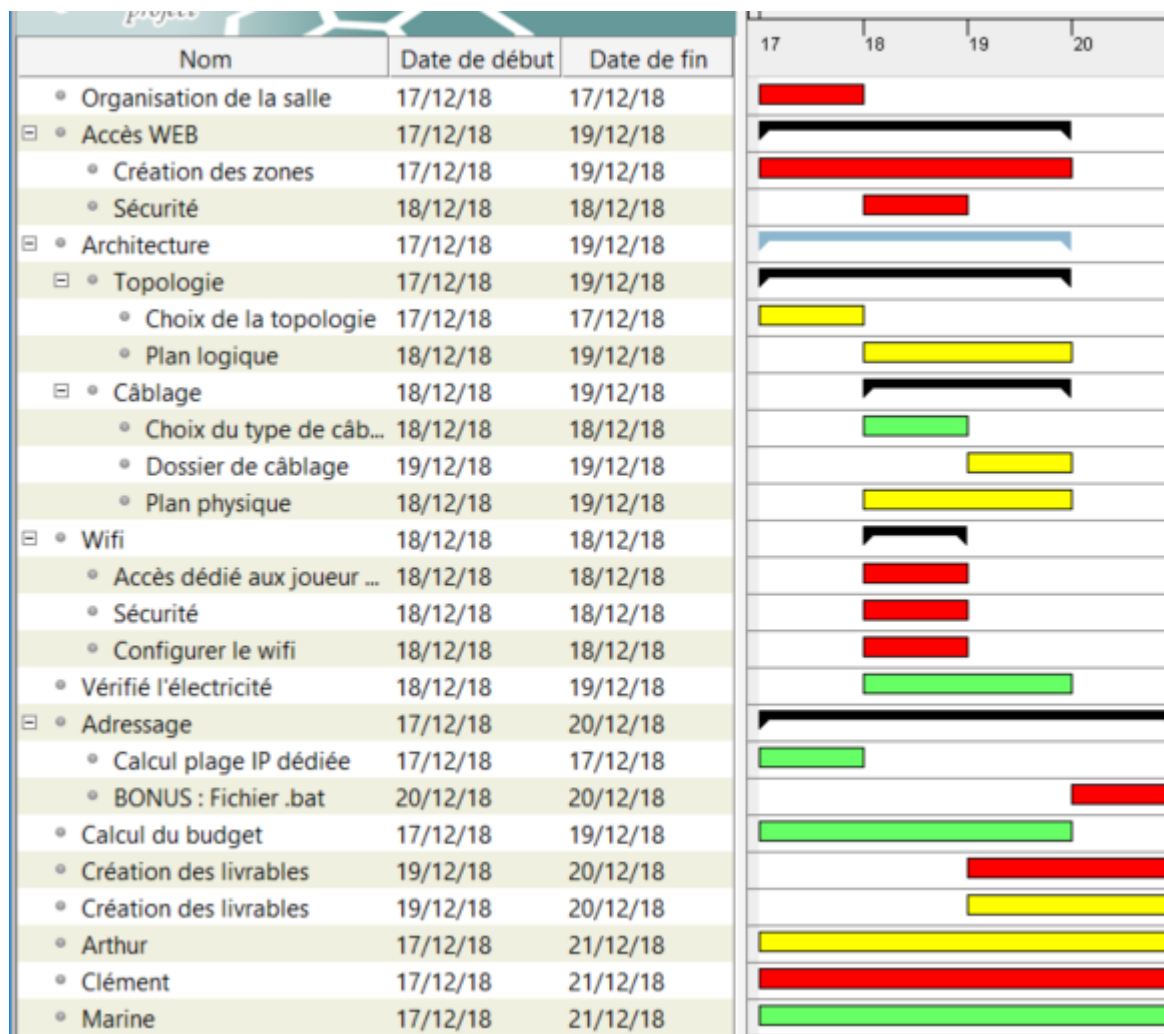 project
Nom Date de début Date de fin 17 18 19 20
Organisation de la salle 17/12/18 17/12/18
Accès WEB 17/12/18 19/12/18
Création des zones 17/12/18 19/12/18
Sécurité 18/12/18 18/12/18
Architecture 17/12/18 19/12/18
Topologie 17/12/18 19/12/18
Choix de la topologie 17/12/18 17/12/18
Plan logique 18/12/18 19/12/18
Câblage 18/12/18 19/12/18
Choix du type de câb... 18/12/18 18/12/18
Dossier de câblage 19/12/18 19/12/18
Plan physique 18/12/18 19/12/18
Wifi 18/12/18 18/12/18
Accès dédié aux joueur ... 18/12/18 18/12/18
Sécurité 18/12/18 18/12/18
Configurer le wifi 18/12/18 18/12/18
Vérifié l'électricité 18/12/18 19/12/18
Adressage 17/12/18 20/12/18
Calcul plage IP dédiée 17/12/18 17/12/18
BONUS : Fichier .bat 20/12/18 20/12/18
Calcul du budget 17/12/18 19/12/18
Création des livrables 19/12/18 20/12/18
Création des livrables 19/12/18 20/12/18
Arthur 17/12/18 21/12/18
Clément 17/12/18 21/12/18
Marine 17/12/18 21/12/18